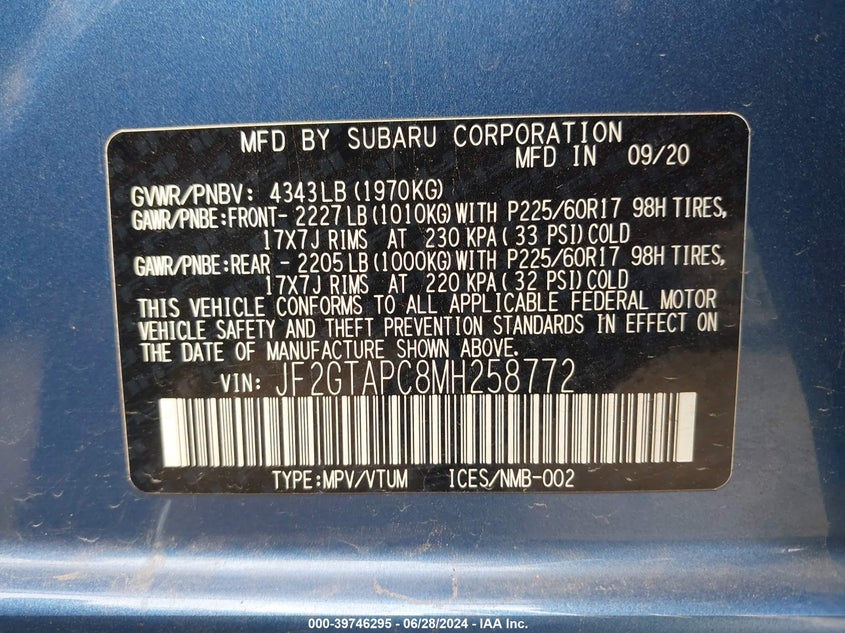 MFD BY SUBARU CORPORATION
MFD IN 09/20
GVWR/PNBV: 4343LB (1970KG)
GAWR/PNBE:FRONT- 2227LB (1010KG) WITH P225/60R17 98H TIRES,
17X7J RIMS AT 230 KPA( 33 PSI) COLD
GAWR/PNBE:REAR - 2205LB (1000KG) WITH P225/60R17 98H TIRES,
17X7J RIMS AT 220 KPA( 32 PSI) COLD
THIS VEHICLE CONFORMS TO ALL APPLICABLE FEDERAL MOTOR
VEHICLE SAFETY AND THEFT PREVENTION STANDARDS IN EFFECT ON
THE DATE OF MANUFACTURE SHOWN ABOVE.
VIN: JF2GTAPC8MH258772
TYPE:MPV/VTUM ICES/NMB-002
000-39746295 - 06/28/2024 - IAA Inc.